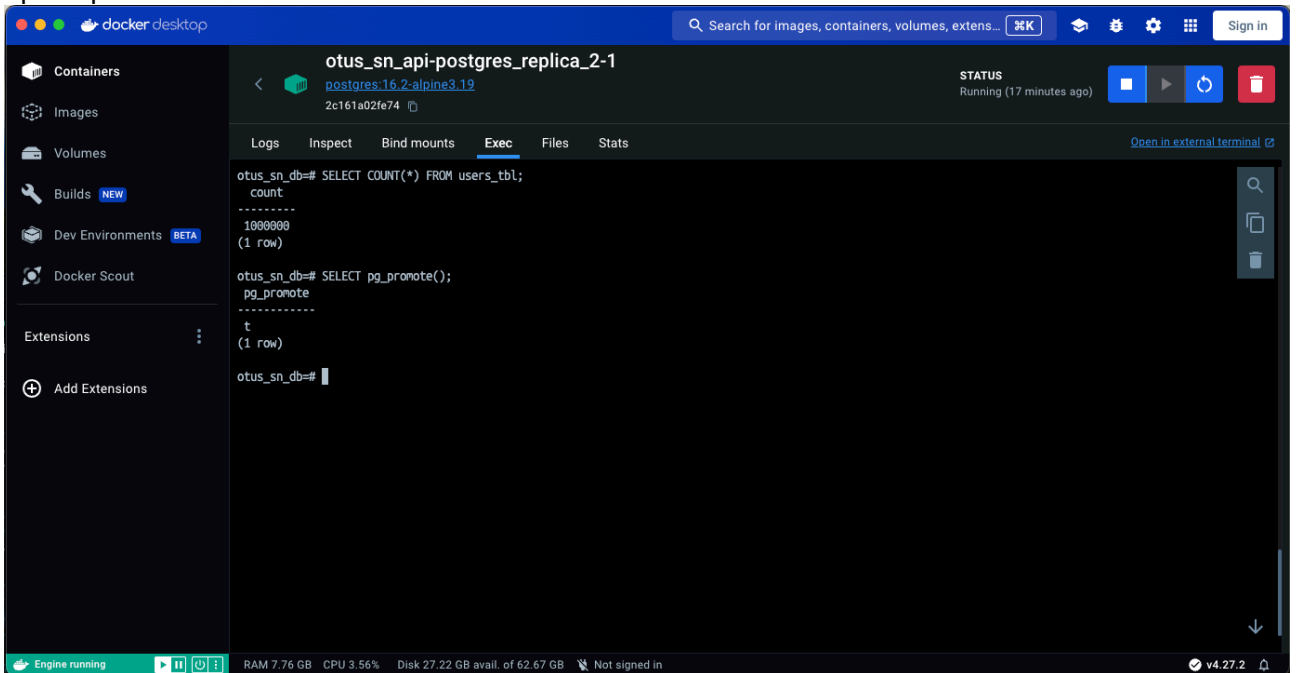 docker desktop
Search for images, containers, volumes, extens... ⌘K
Sign in
Containers
Images
Volumes
Builds NEW
Dev Environments BETA
Docker Scout
Extensions
Add Extensions
otus_sn_api-postgres_replica_2-1
postgres:16.2-alpine3.19
2c161a02fe74
STATUS
Running (17 minutes ago)
Logs Inspect Bind mounts Exec Files Stats
Open in external terminal
otus_sn_db=# SELECT COUNT(*) FROM users_tbl;
count
---------
1000000
(1 row)
otus_sn_db=# SELECT pg_promote();
pg_promote
------------
t
(1 row)
otus_sn_db=#
Engine running
RAM 7.76 GB CPU 3.56% Disk 27.22 GB avail. of 62.67 GB Not signed in
v4.27.2